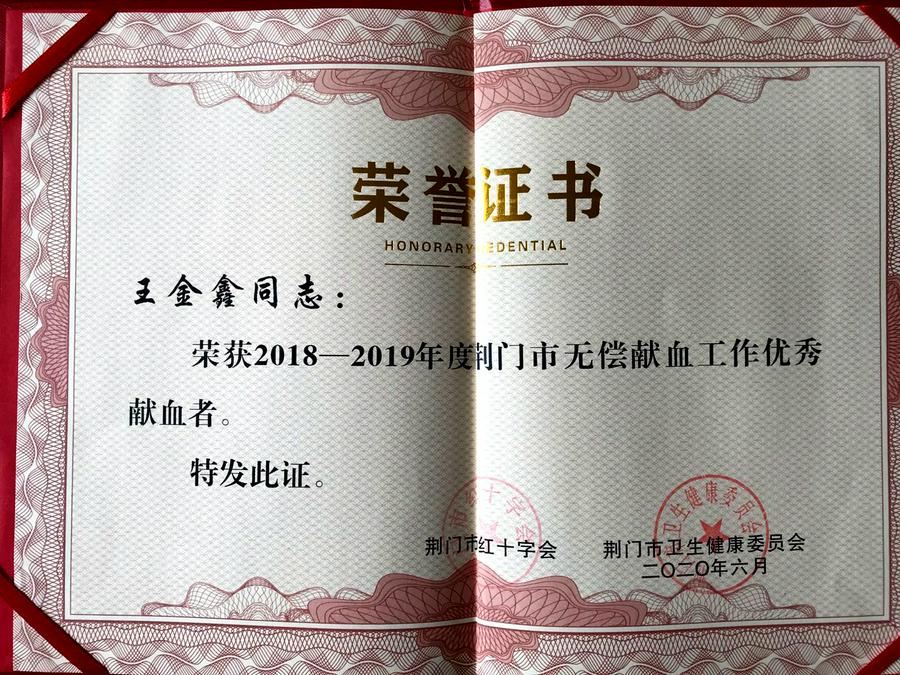 荣誉证书
HONORARY CREDENTIAL
王金鑫同志：
荣获2018—2019年度荆门市无偿献血工作优秀
献血者。
特发此证。
荆门市红十字会
荆门市卫生健康委员会
二〇二〇年六月